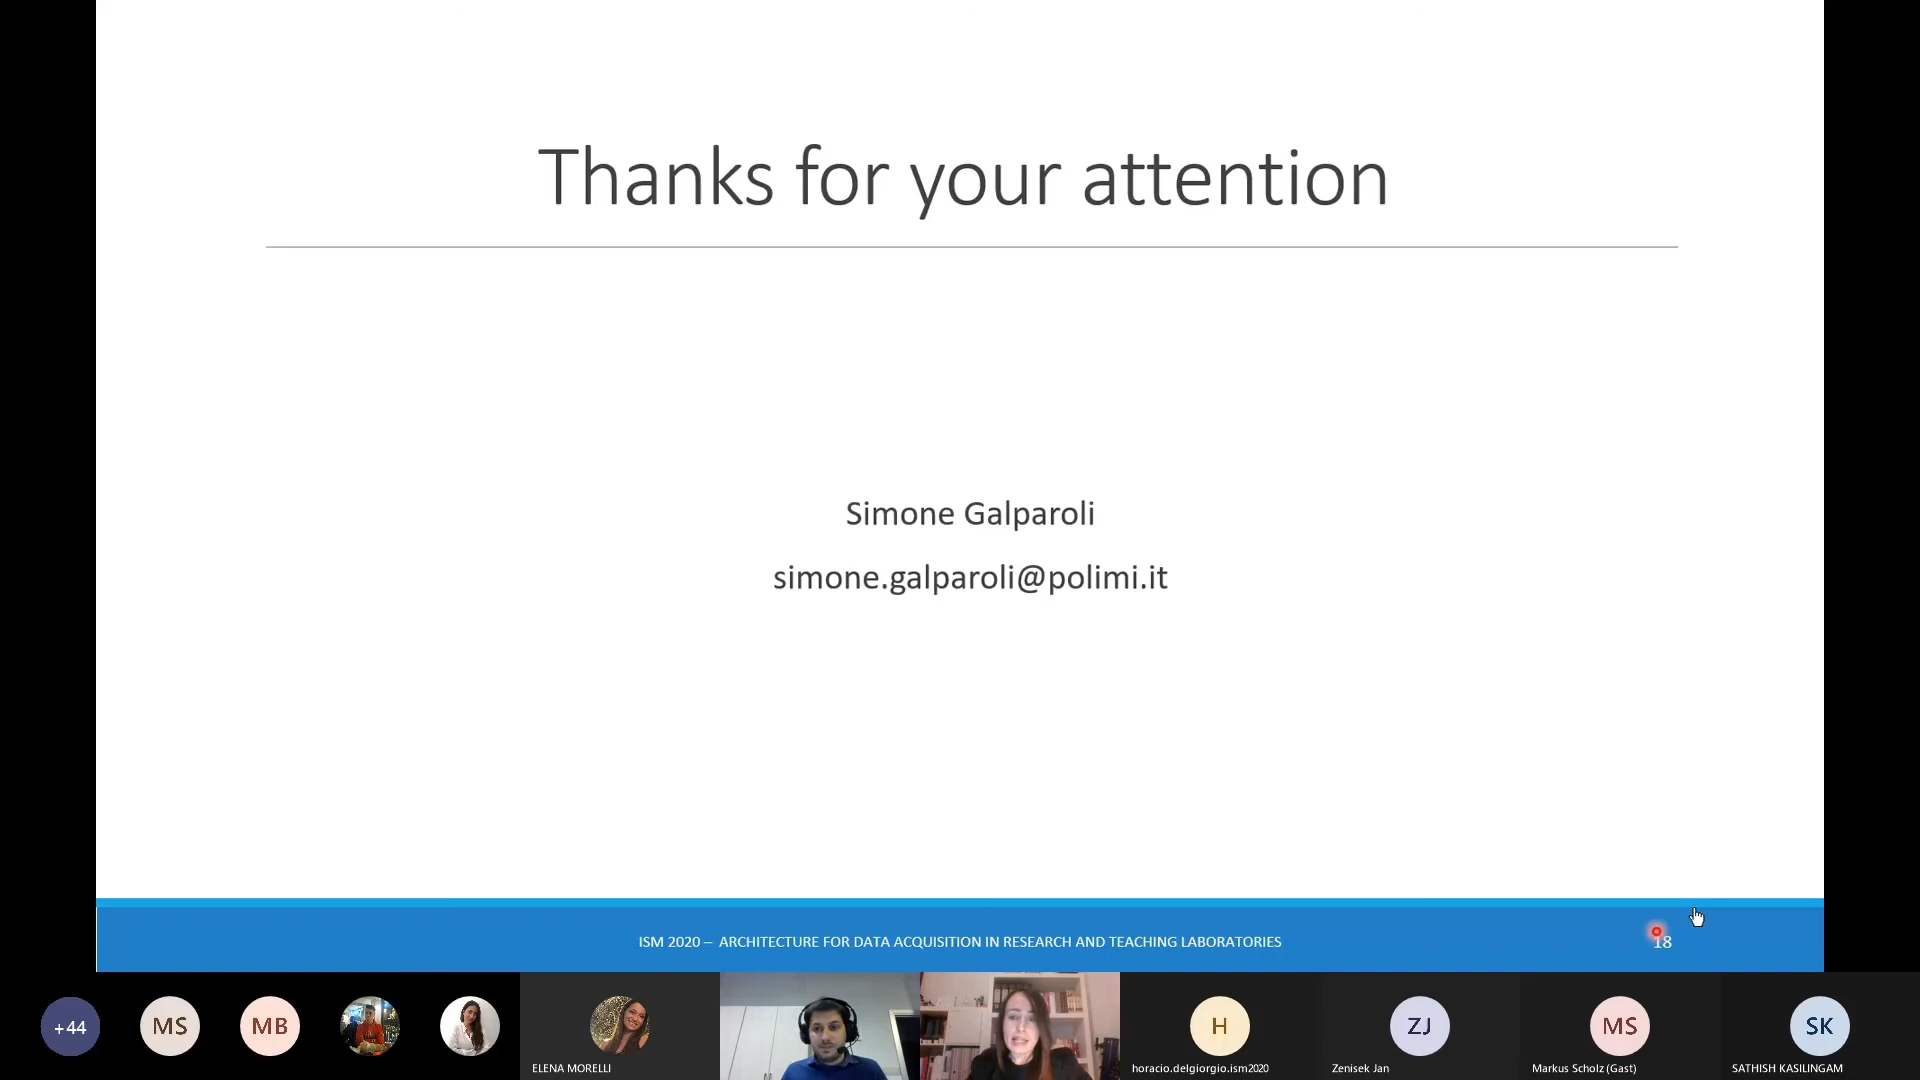 Thanks for your attention
Simone Galparoli
simone.galparoli@polimi.it
ISM 2020 – ARCHITECTURE FOR DATA ACQUISITION IN RESEARCH AND TEACHING LABORATORIES
18
+44
MS
MB
ELENA MORELLI
H
horacio.delgiorgio.ism2020
ZJ
Zenisek Jan
MS
Markus Scholz (Gast)
SK
SATHISH KASILINGAM